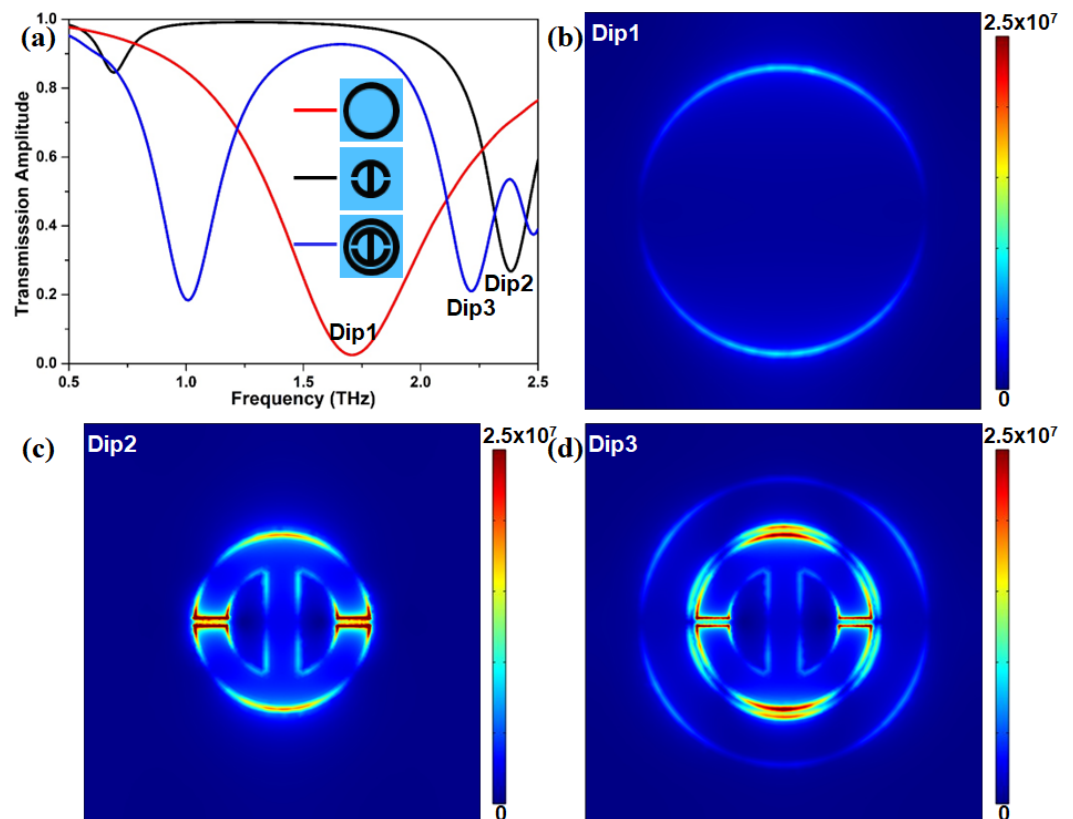 (a)
1.0
0.8
0.6
0.4
0.2
0.0
Transmisssion Amplitude
0.5
1.0
1.5
2.0
2.5
Frequency (THz)
Dip1
Dip3
Dip2
(b)
Dip1
2.5x10⁷
0
(c)
Dip2
2.5x10⁷
0
(d)
Dip3
2.5x10⁷
0